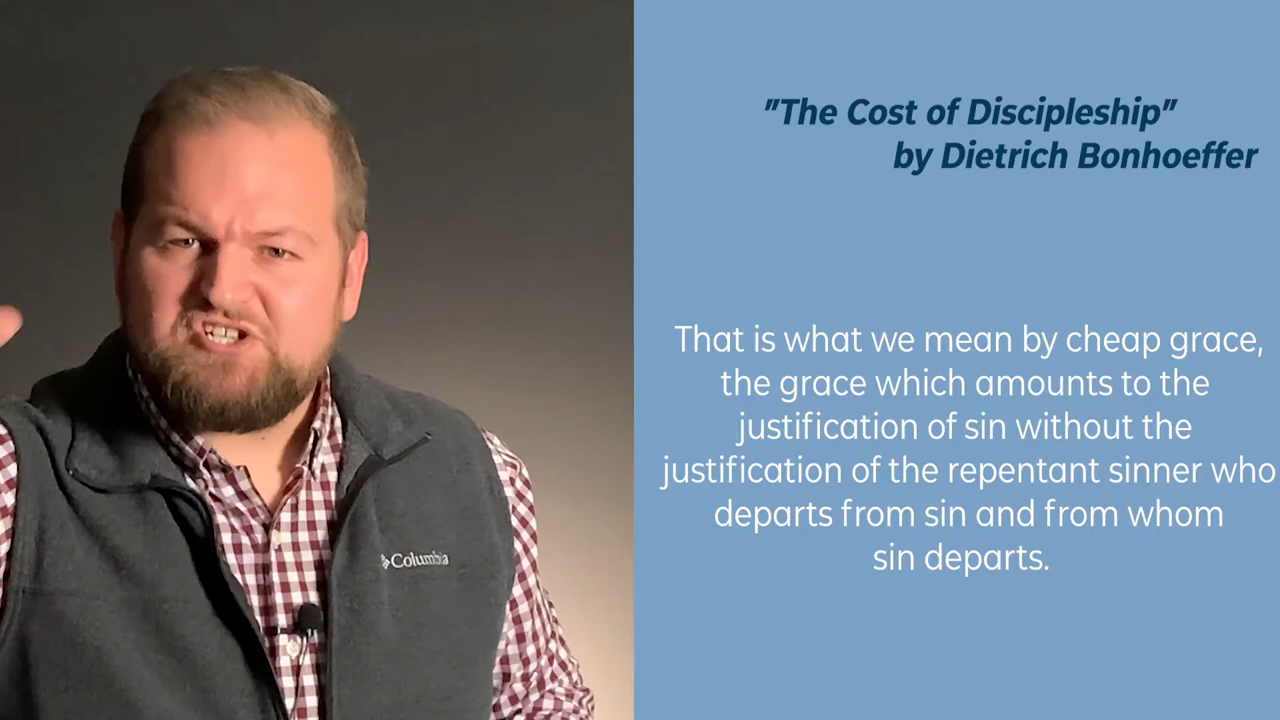 "The Cost of Discipleship"
by Dietrich Bonhoeffer
That is what we mean by cheap grace,
the grace which amounts to the
justification of sin without the
justification of the repentant sinner who
departs from sin and from whom
sin departs.
Columbia